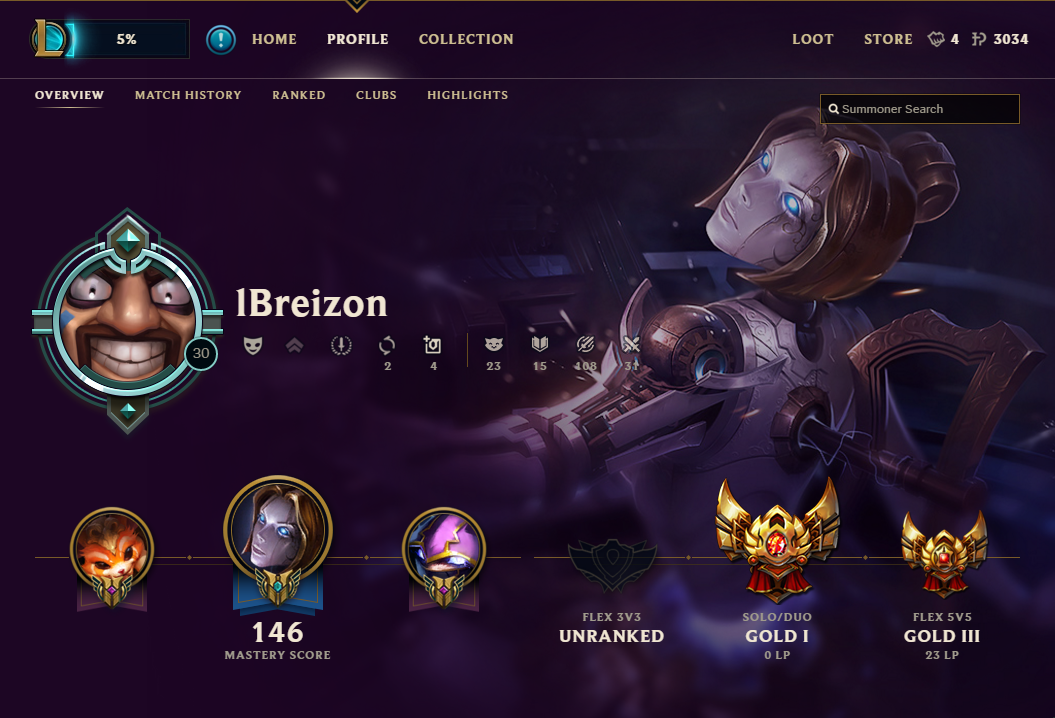 5%
HOME
PROFILE
COLLECTION
LOOT
STORE
4
3034
OVERVIEW
MATCH HISTORY
RANKED
CLUBS
HIGHLIGHTS
Summoner Search
lBreizon
30
2
4
23
15
108
31
146
MASTERY SCORE
FLEX 3V3
UNRANKED
SOLO/DUO
GOLD I
0 LP
FLEX 5V5
GOLD III
23 LP